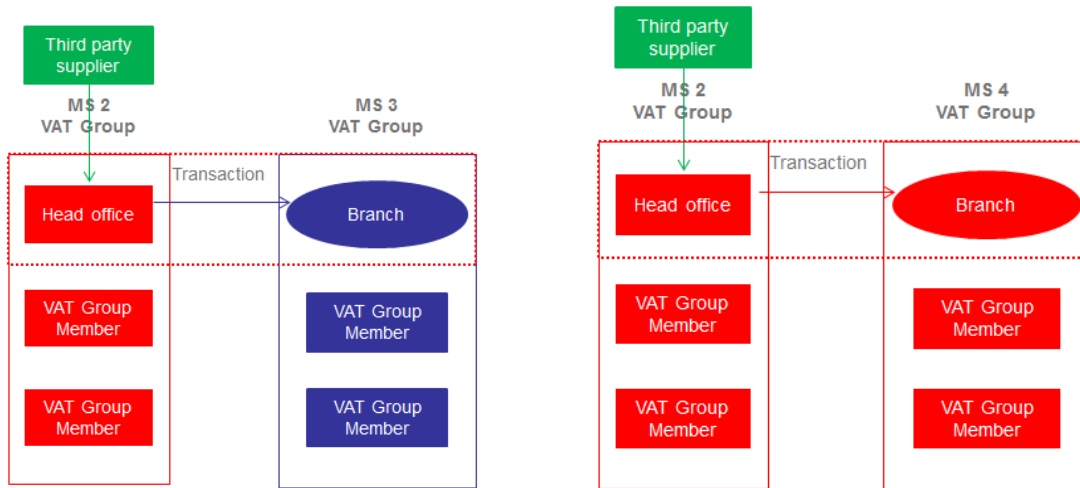 Third party
supplier
MS 2
VAT Group
MS 3
VAT Group
Transaction
Head office
Branch
VAT Group
Member
VAT Group
Member
VAT Group
Member
VAT Group
Member
Third party
supplier
MS 2
VAT Group
MS 4
VAT Group
Transaction
Head office
Branch
VAT Group
Member
VAT Group
Member
VAT Group
Member
VAT Group
Member